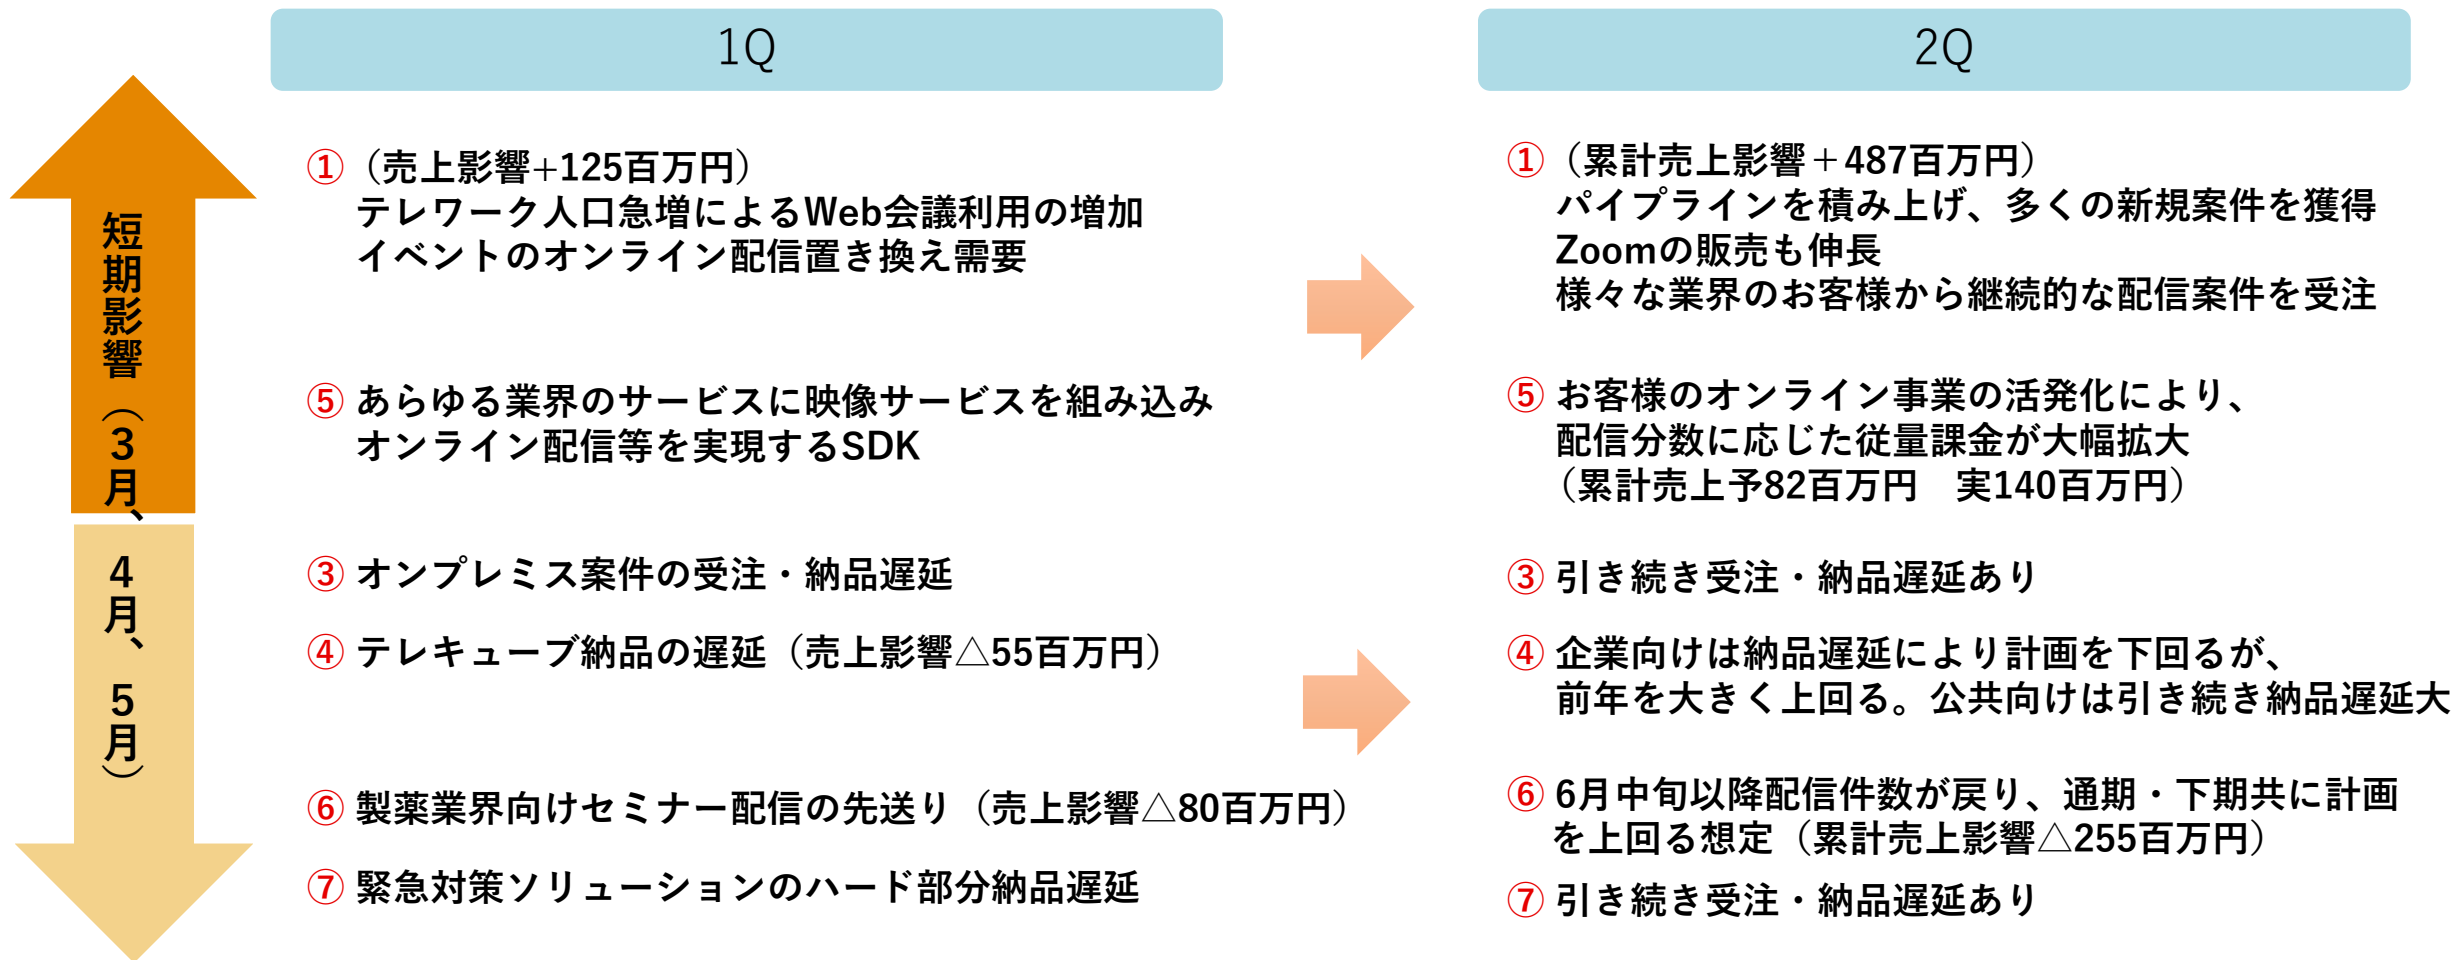 1Q
2Q
短期影響（3月、4月、5月）
①（売上影響+125百万円）
テレワーク人口急増によるWeb会議利用の増加
イベントのオンライン配信置き換え需要
⑤ あらゆる業界のサービスに映像サービスを組み込み
オンライン配信等を実現するSDK
③ オンプレミス案件の受注・納品遅延
④ テレキューブ納品の遅延（売上影響△55百万円）
⑥ 製薬業界向けセミナー配信の先送り（売上影響△80百万円）
⑦ 緊急対策ソリューションのハード部分納品遅延
①（累計売上影響＋487百万円）
パイプラインを積み上げ、多くの新規案件を獲得
Zoomの販売も伸長
様々な業界のお客様から継続的な配信案件を受注
⑤ お客様のオンライン事業の活発化により、
配信分数に応じた従量課金が大幅拡大
（累計売上予82百万円　実140百万円）
③ 引き続き受注・納品遅延あり
④ 企業向けは納品遅延により計画を下回るが、
前年を大きく上回る。公共向けは引き続き納品遅延大
⑥ 6月中旬以降配信件数が戻り、通期・下期共に計画
を上回る想定（累計売上影響△255百万円）
⑦ 引き続き受注・納品遅延あり